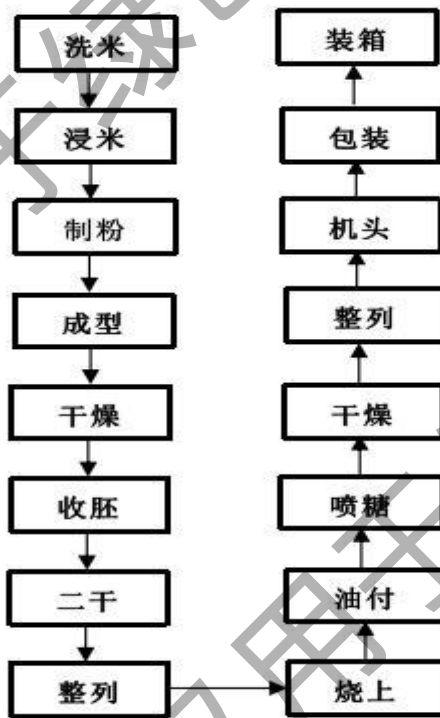 洗米
浸米
制粉
成型
干燥
收胚
二干
整列
烧上
油付
喷糖
干燥
整列
机头
包装
装箱